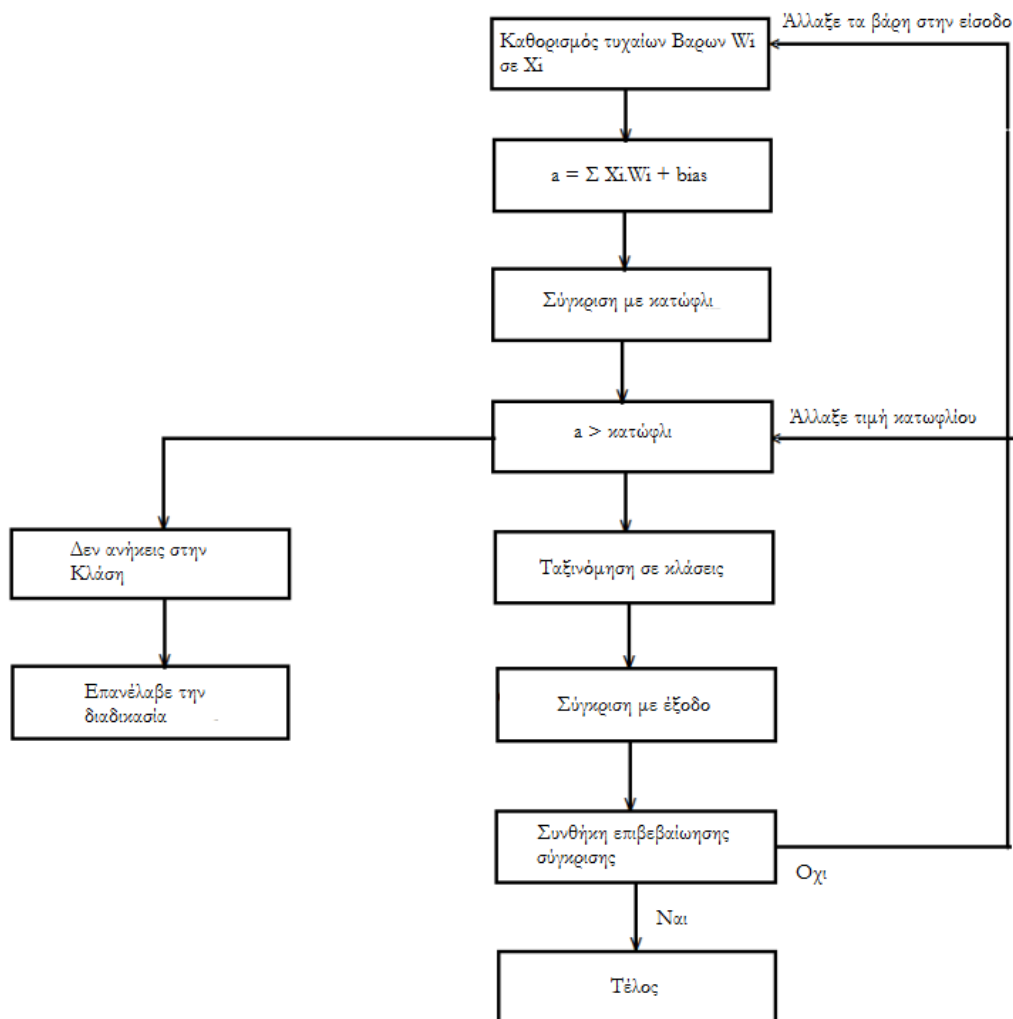 Άλλαξε τα βάρη στην είσοδο
Καθορισμός τυχαίων Βαρων Wi
σε Xi
a = Σ Xi.Wi + bias
Σύγκριση με κατώφλι
Άλλαξε τιμή κατωφλίου
a > κατώφλι
Δεν ανήκεις στην
Κλάση
Ταξινόμηση σε κλάσεις
Επανέλαβε την
διαδικασία
Σύγκριση με έξοδο
Συνθήκη επιβεβαίωησης
σύγκρισης
Οχι
Ναι
Τέλος